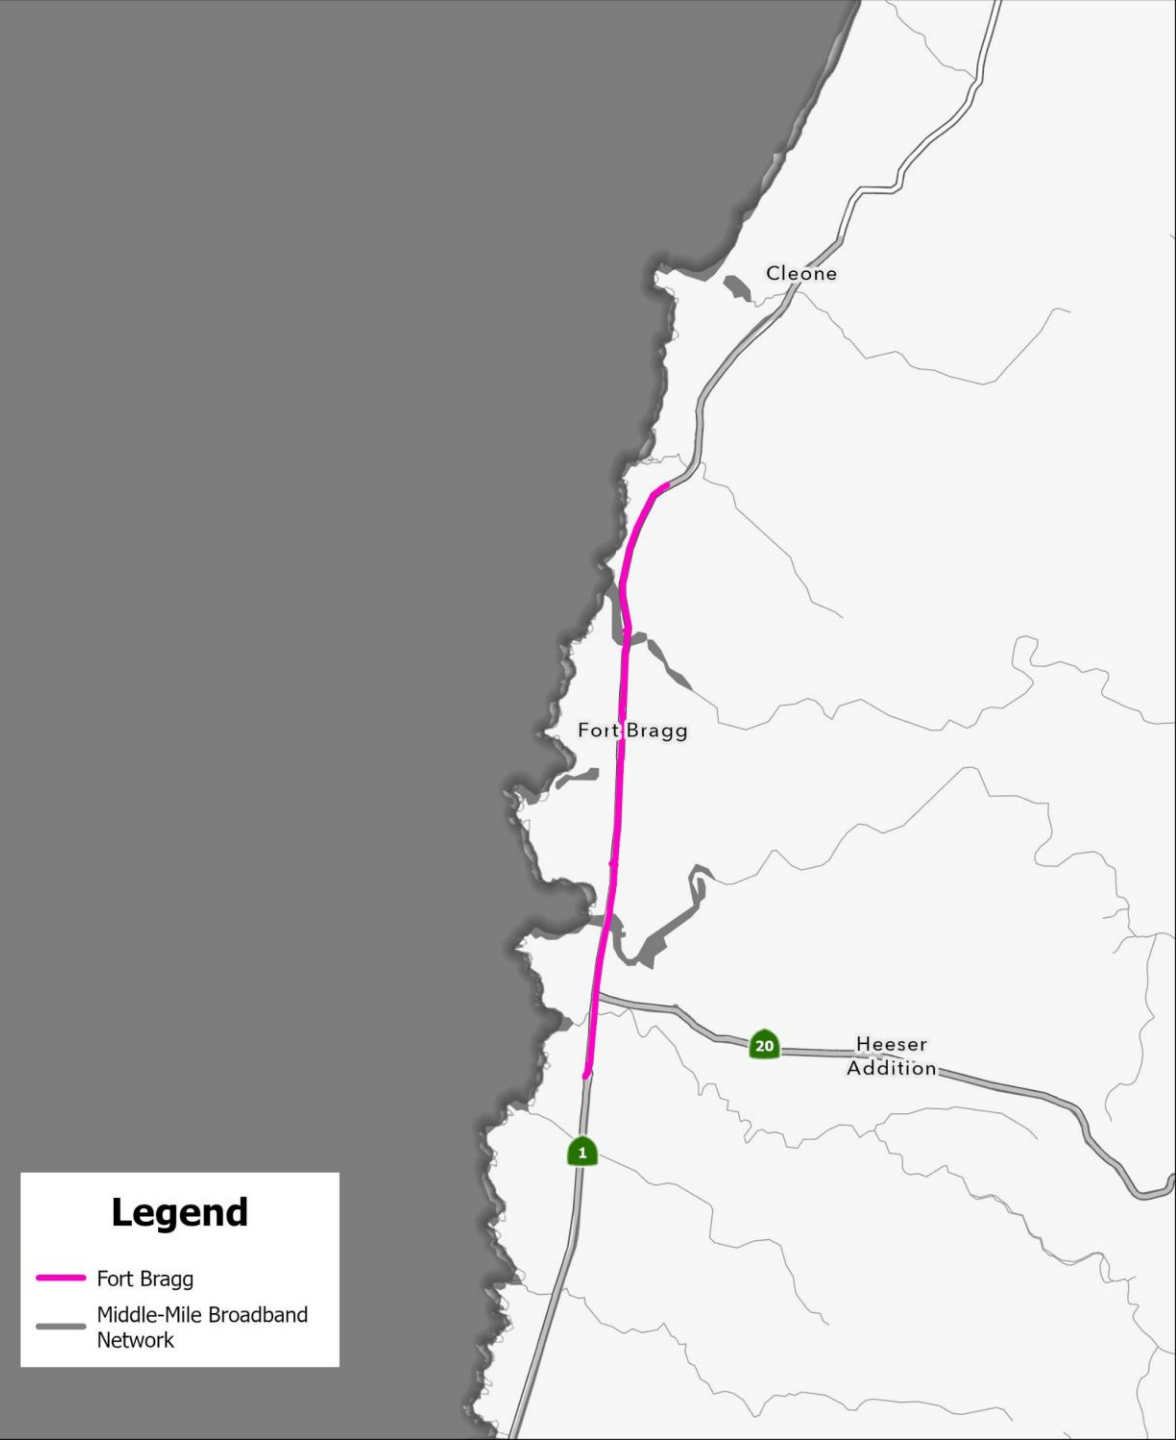 Cleone
Fort Bragg
20
Heeser
Addition
1
Legend
Fort Bragg
Middle-Mile Broadband
Network